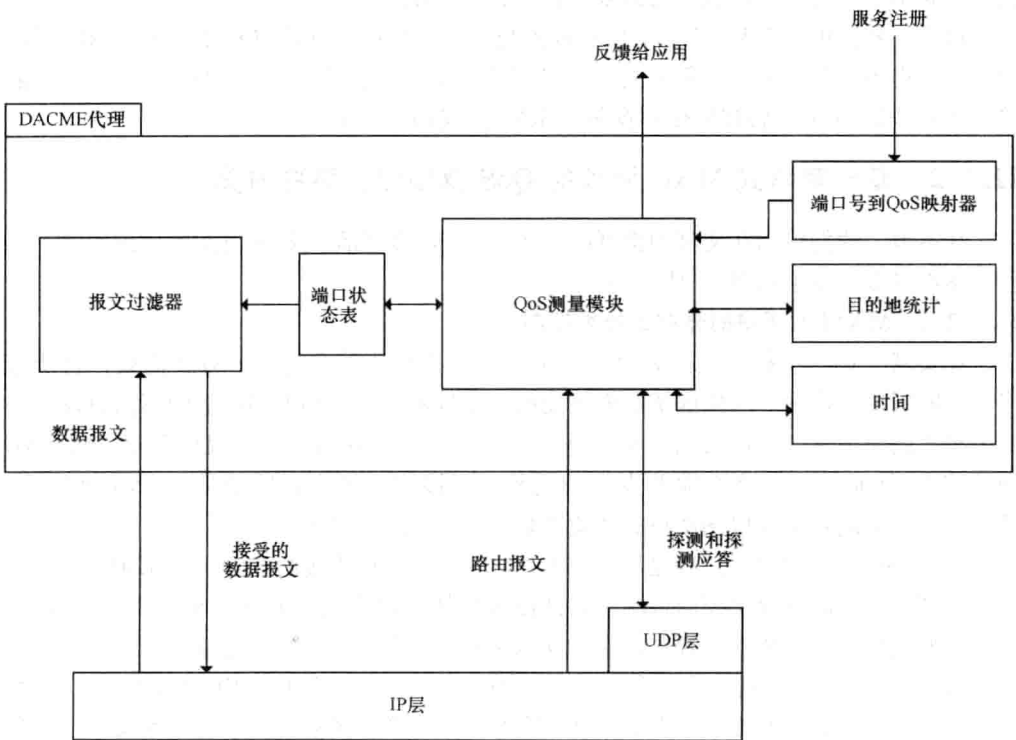 服务注册
反馈给应用
DACME代理
端口号到QoS映射器
报文过滤器
端口状
态表
QoS测量模块
目的地统计
时间
数据报文
接受的
数据报文
路由报文
探测和探
测应答
UDP层
IP层